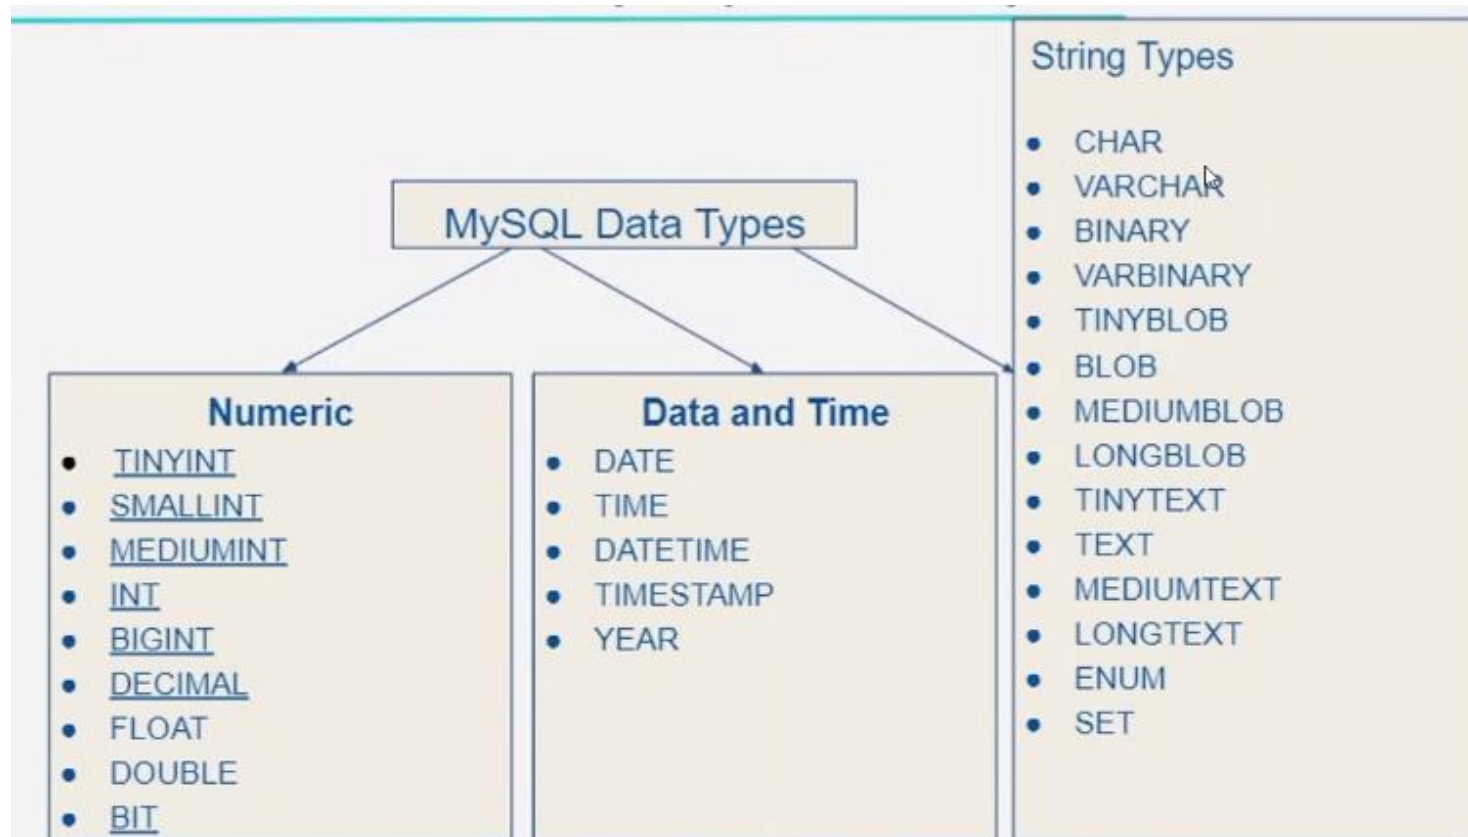 MySQL Data Types
Numeric
TINYINT
SMALLINT
MEDIUMINT
INT
BIGINT
DECIMAL
FLOAT
DOUBLE
BIT
Data and Time
DATE
TIME
DATETIME
TIMESTAMP
YEAR
String Types
CHAR
VARCHAR
BINARY
VARBINARY
TINYBLOB
BLOB
MEDIUMBLOB
LONGBLOB
TINYTEXT
TEXT
MEDIUMTEXT
LONGTEXT
ENUM
SET